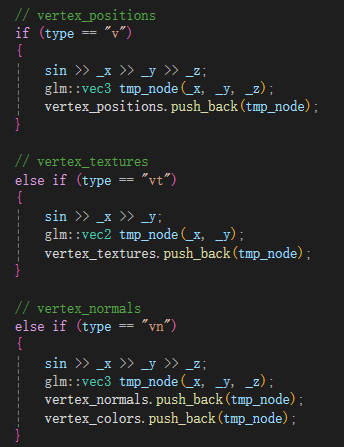 // vertex_positions
if (type == "v")
{
sin >> _x >> _y >> _z;
glm::vec3 tmp_node(_x, _y, _z);
vertex_positions.push_back(tmp_node);
}
// vertex_textures
else if (type == "vt")
{
sin >> _x >> _y;
glm::vec2 tmp_node(_x, _y);
vertex_textures.push_back(tmp_node);
}
// vertex_normals
else if (type == "vn")
{
sin >> _x >> _y >> _z;
glm::vec3 tmp_node(_x, _y, _z);
vertex_normals.push_back(tmp_node);
vertex_colors.push_back(tmp_node);
}